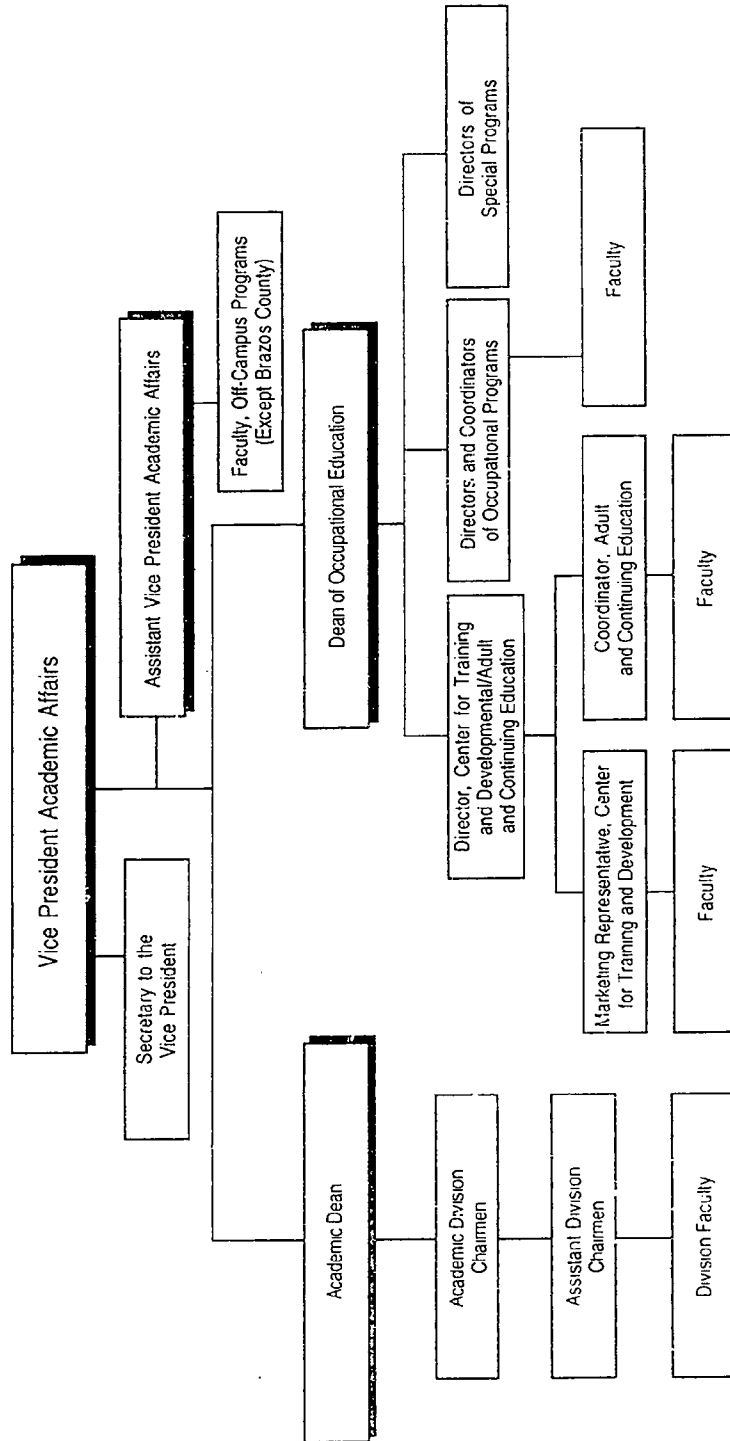 Vice President Academic Affairs
Secretary to the
Vice President
Assistant Vice President Academic Affairs
Faculty, Off-Campus Programs
(Except Brazos County)
Academic Dean
Dean of Occupational Education
Academic Division
Chairmen
Director, Center for Training
and Developmental/Adult
and Continuing Education
Directors and Coordinators
of Occupational Programs
Directors of
Special Programs
Assistant Division
Chairmen
Marketing Representative, Center
for Training and Development
Coordinator, Adult
and Continuing Education
Faculty
Division Faculty
Faculty
Faculty